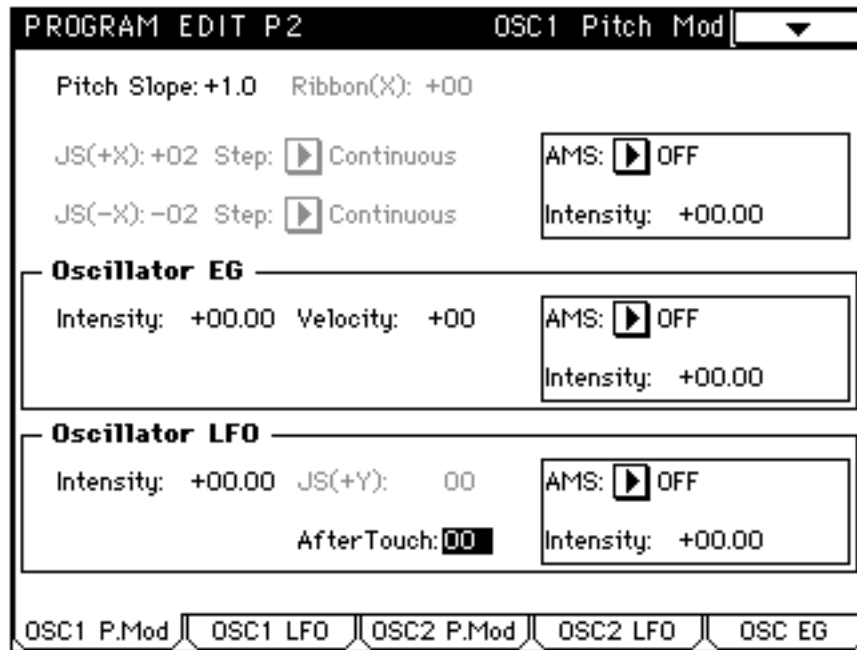 PROGRAM EDIT P2 OSC1 Pitch Mod
Pitch Slope: +1.0 Ribbon(X): +00
JS(+X): +02 Step: Continuous AMS: OFF
JS(-X): -02 Step: Continuous Intensity: +00.00
Oscillator EG
Intensity: +00.00 Velocity: +00 AMS: OFF
Intensity: +00.00
Oscillator LFO
Intensity: +00.00 JS(+Y): 00 AMS: OFF
AfterTouch: 00 Intensity: +00.00
OSC1 P.Mod OSC1 LFO OSC2 P.Mod OSC2 LFO OSC EG